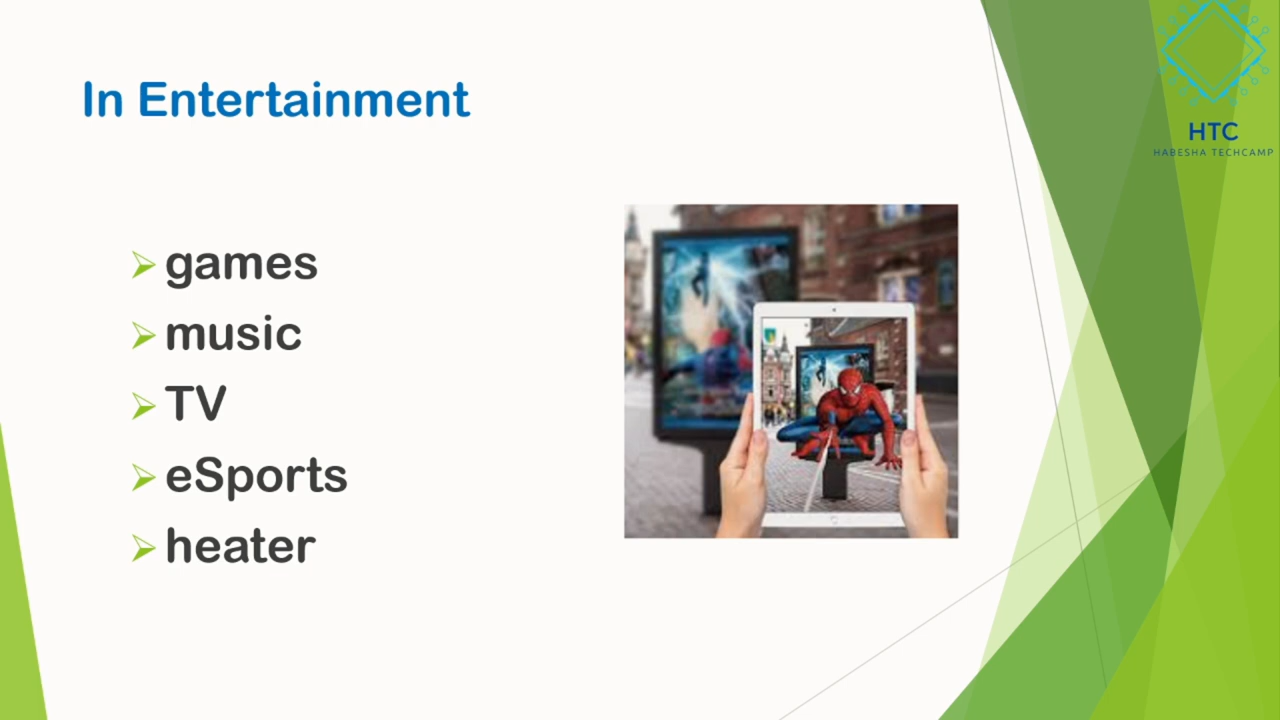 In Entertainment
games
music
TV
eSports
heater
HTC
HABESHA TECHCAMP